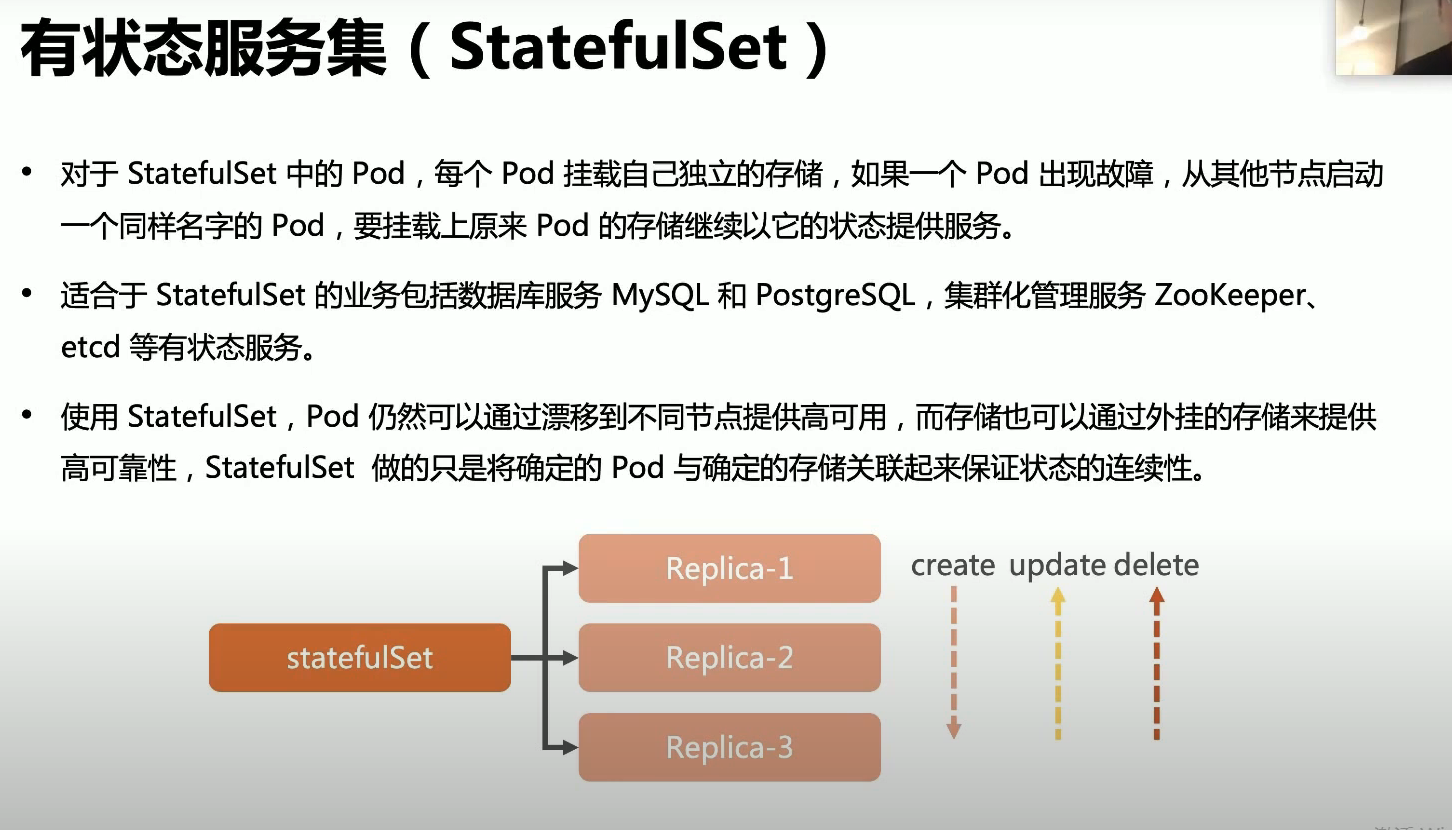 有状态服务集（StatefulSet）
• 对于 StatefulSet 中的 Pod，每个 Pod 挂载自己独立的存储，如果一个 Pod 出现故障，从其他节点启动
一个同样名字的 Pod，要挂载上原来 Pod 的存储继续以它的状态提供服务。
• 适合于 StatefulSet 的业务包括数据库服务 MySQL 和 PostgreSQL，集群化管理服务 ZooKeeper、
etcd 等有状态服务。
• 使用 StatefulSet，Pod 仍然可以通过漂移到不同节点提供高可用，而存储也可以通过外挂的存储来提供
高可靠性，StatefulSet 做的只是将确定的 Pod 与确定的存储关联起来保证状态的连续性。
statefulSet
Replica-1
Replica-2
Replica-3
create update delete